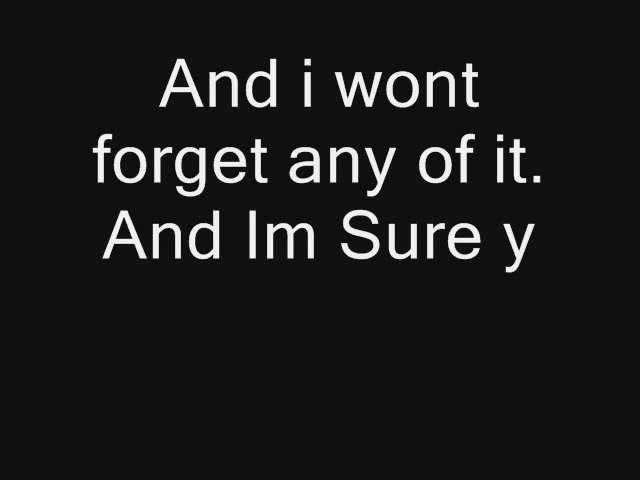 And i wont
forget any of it.
And Im Sure y